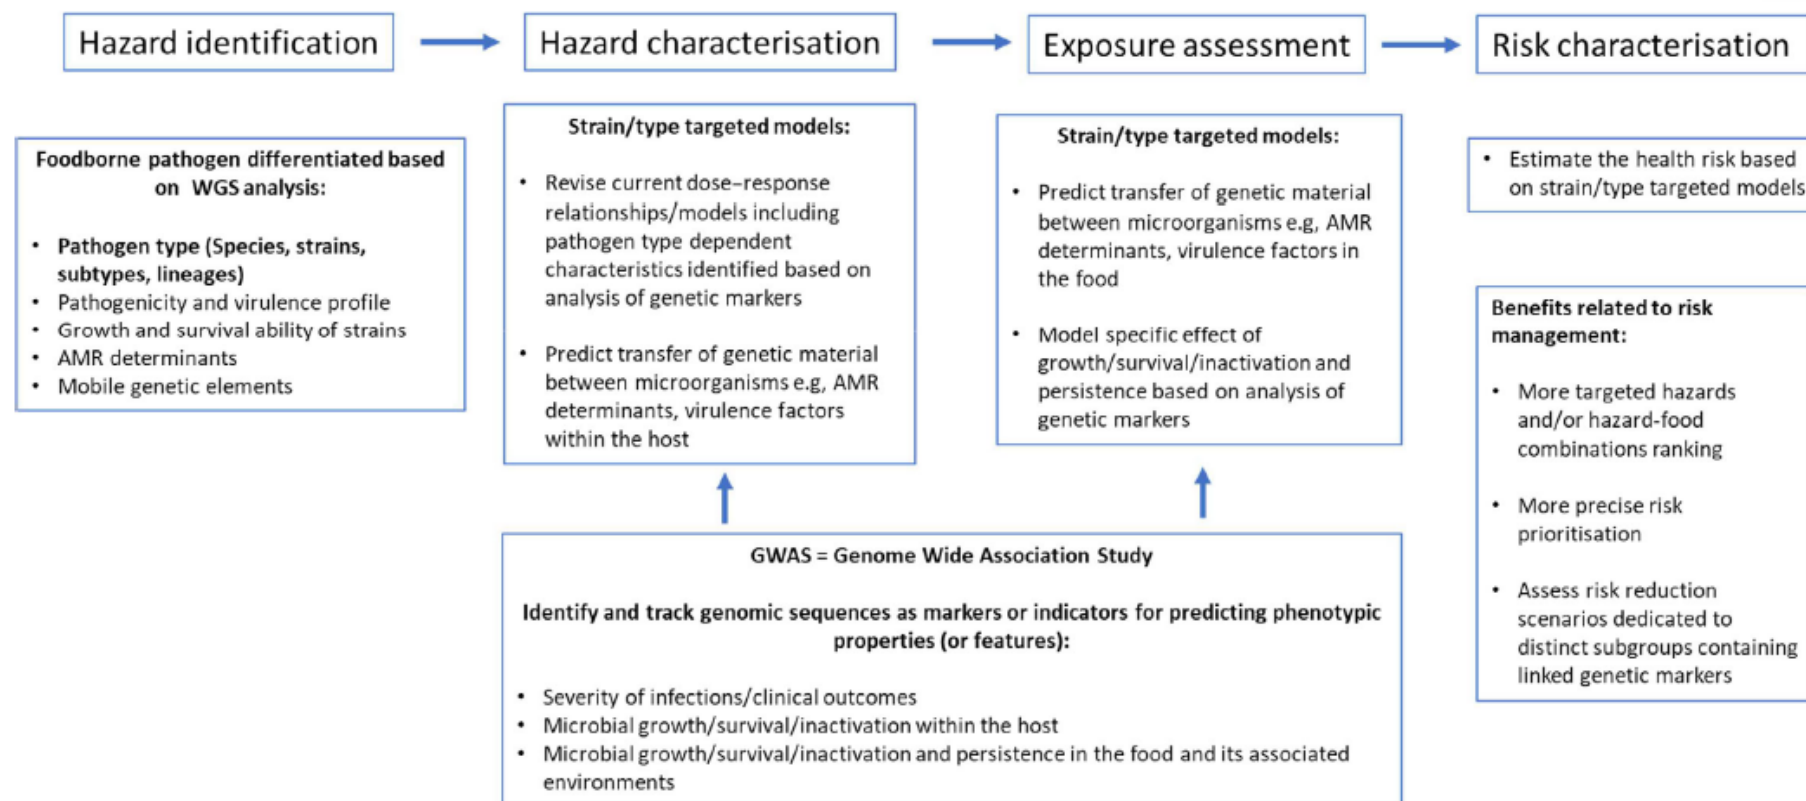 Hazard identification
Hazard characterisation
Exposure assessment
Risk characterisation
Foodborne pathogen differentiated based
on WGS analysis:
• Pathogen type (Species, strains,
subtypes, lineages)
• Pathogenicity and virulence profile
• Growth and survival ability of strains
• AMR determinants
• Mobile genetic elements
Strain/type targeted models:
• Revise current dose–response
relationships/models including
pathogen type dependent
characteristics identified based on
analysis of genetic markers
• Predict transfer of genetic material
between microorganisms e.g, AMR
determinants, virulence factors
within the host
Strain/type targeted models:
• Predict transfer of genetic material
between microorganisms e.g, AMR
determinants, virulence factors in
the food
• Model specific effect of
growth/survival/inactivation and
persistence based on analysis of
genetic markers
• Estimate the health risk based
on strain/type targeted models
Benefits related to risk
management:
• More targeted hazards
and/or hazard-food
combinations ranking
• More precise risk
prioritisation
• Assess risk reduction
scenarios dedicated to
distinct subgroups containing
linked genetic markers
GWAS = Genome Wide Association Study
Identify and track genomic sequences as markers or indicators for predicting phenotypic
properties (or features):
• Severity of infections/clinical outcomes
• Microbial growth/survival/inactivation within the host
• Microbial growth/survival/inactivation and persistence in the food and its associated
environments